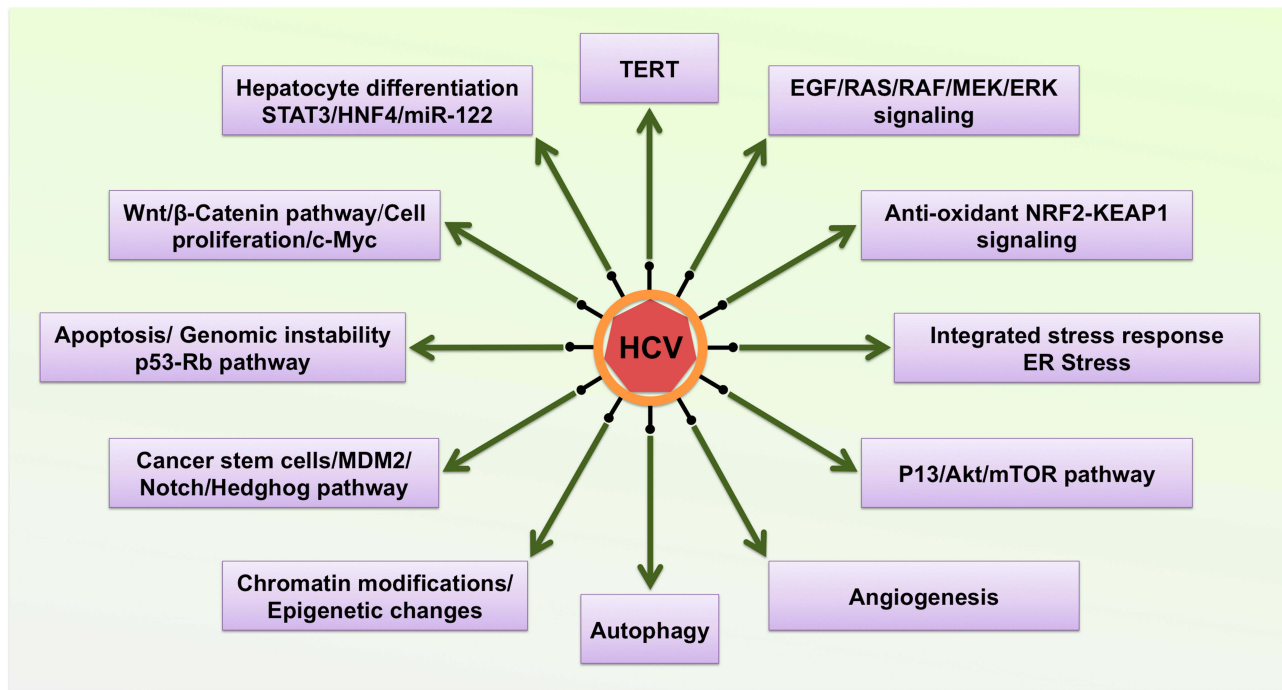 TERT
Hepatocyte differentiation
STAT3/HNF4/miR-122
EGF/RAS/RAF/MEK/ERK
signaling
Wnt/β-Catenin pathway/Cell
proliferation/c-Myc
Anti-oxidant NRF2-KEAP1
signaling
Apoptosis/ Genomic instability
p53-Rb pathway
HCV
Integrated stress response
ER Stress
Cancer stem cells/MDM2/
Notch/Hedghog pathway
P13/Akt/mTOR pathway
Chromatin modifications/
Epigenetic changes
Autophagy
Angiogenesis